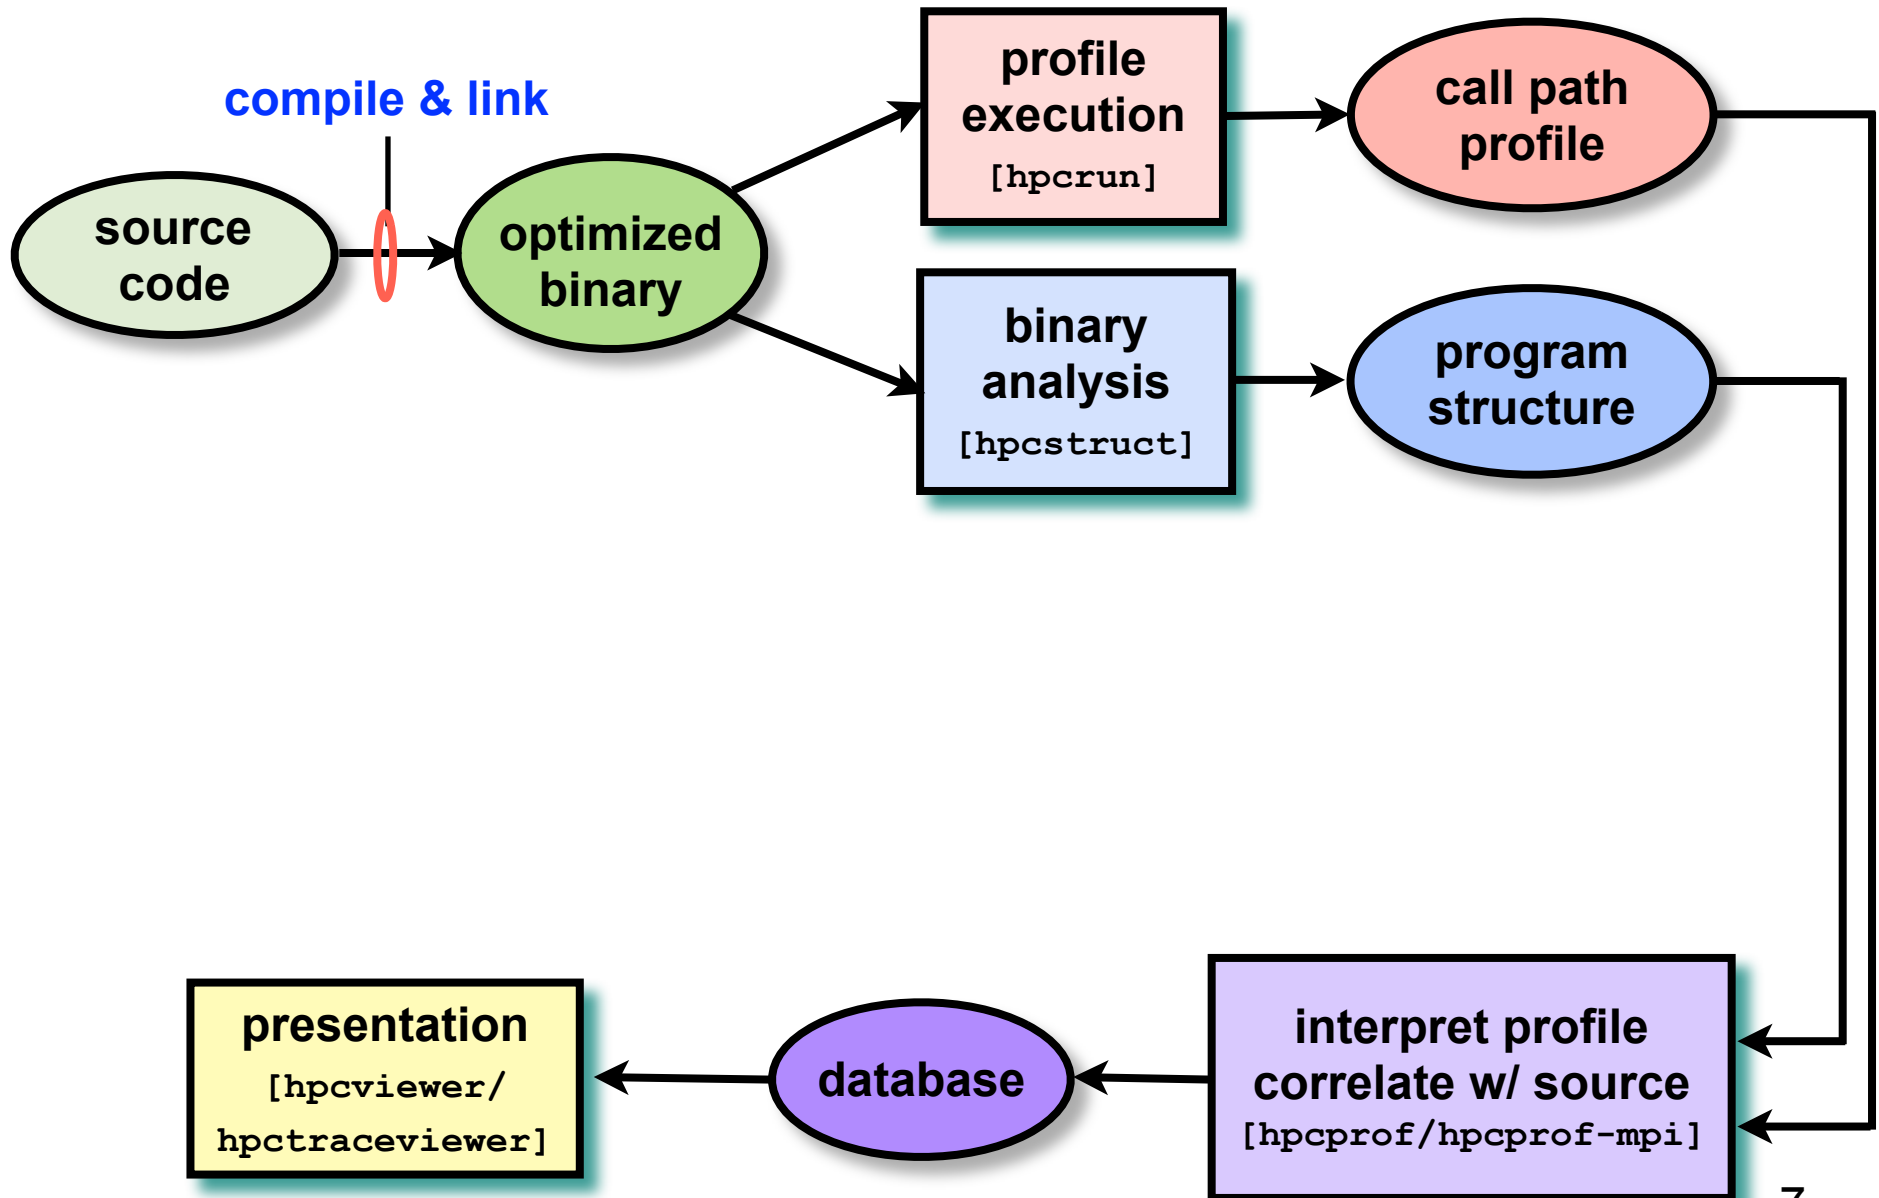 compile & link
source
code
optimized
binary
profile
execution
[hpcrun]
call path
profile
binary
analysis
[hpcstruct]
program
structure
interpret profile
correlate w/ source
[hpcprof/hpcprof-mpi]
database
presentation
[hpcviewer/
hpctraceviewer]